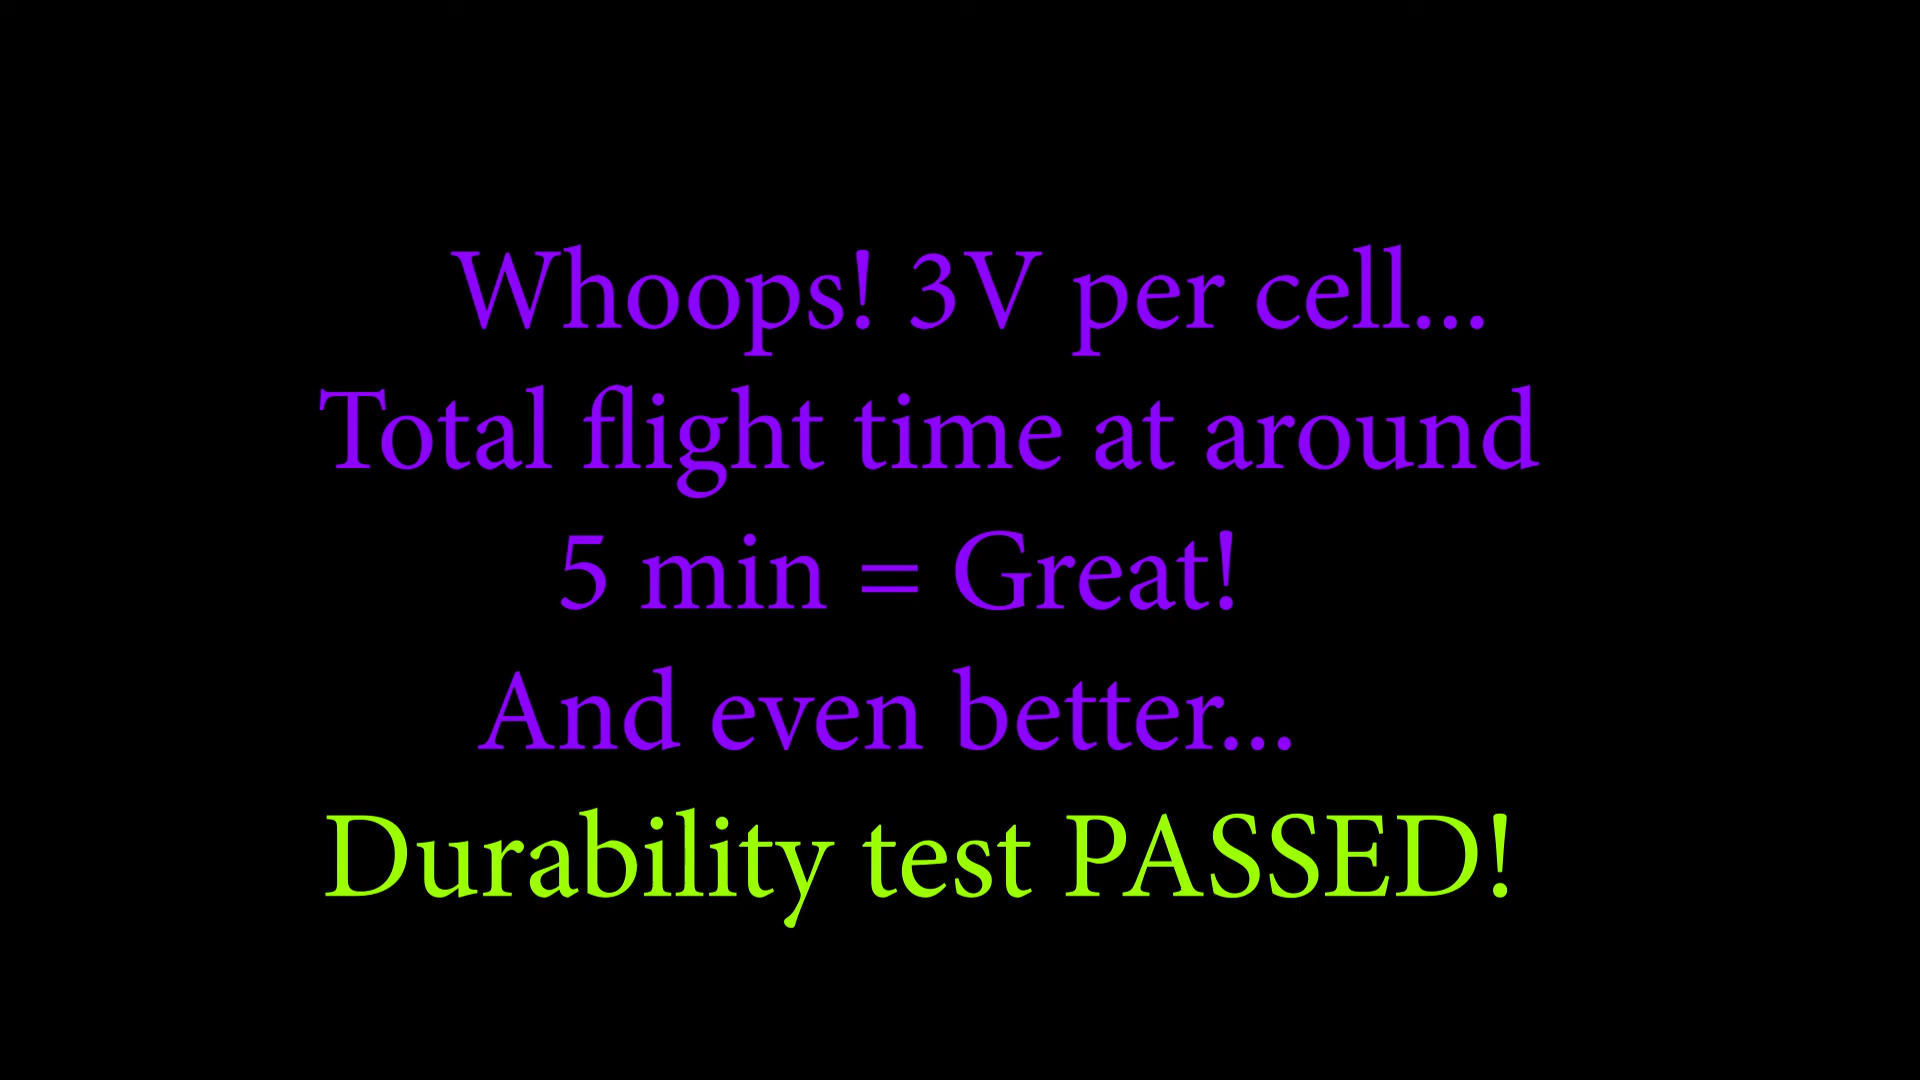 Whoops! 3V per cell...
Total flight time at around
5 min = Great!
And even better...
Durability test PASSED!